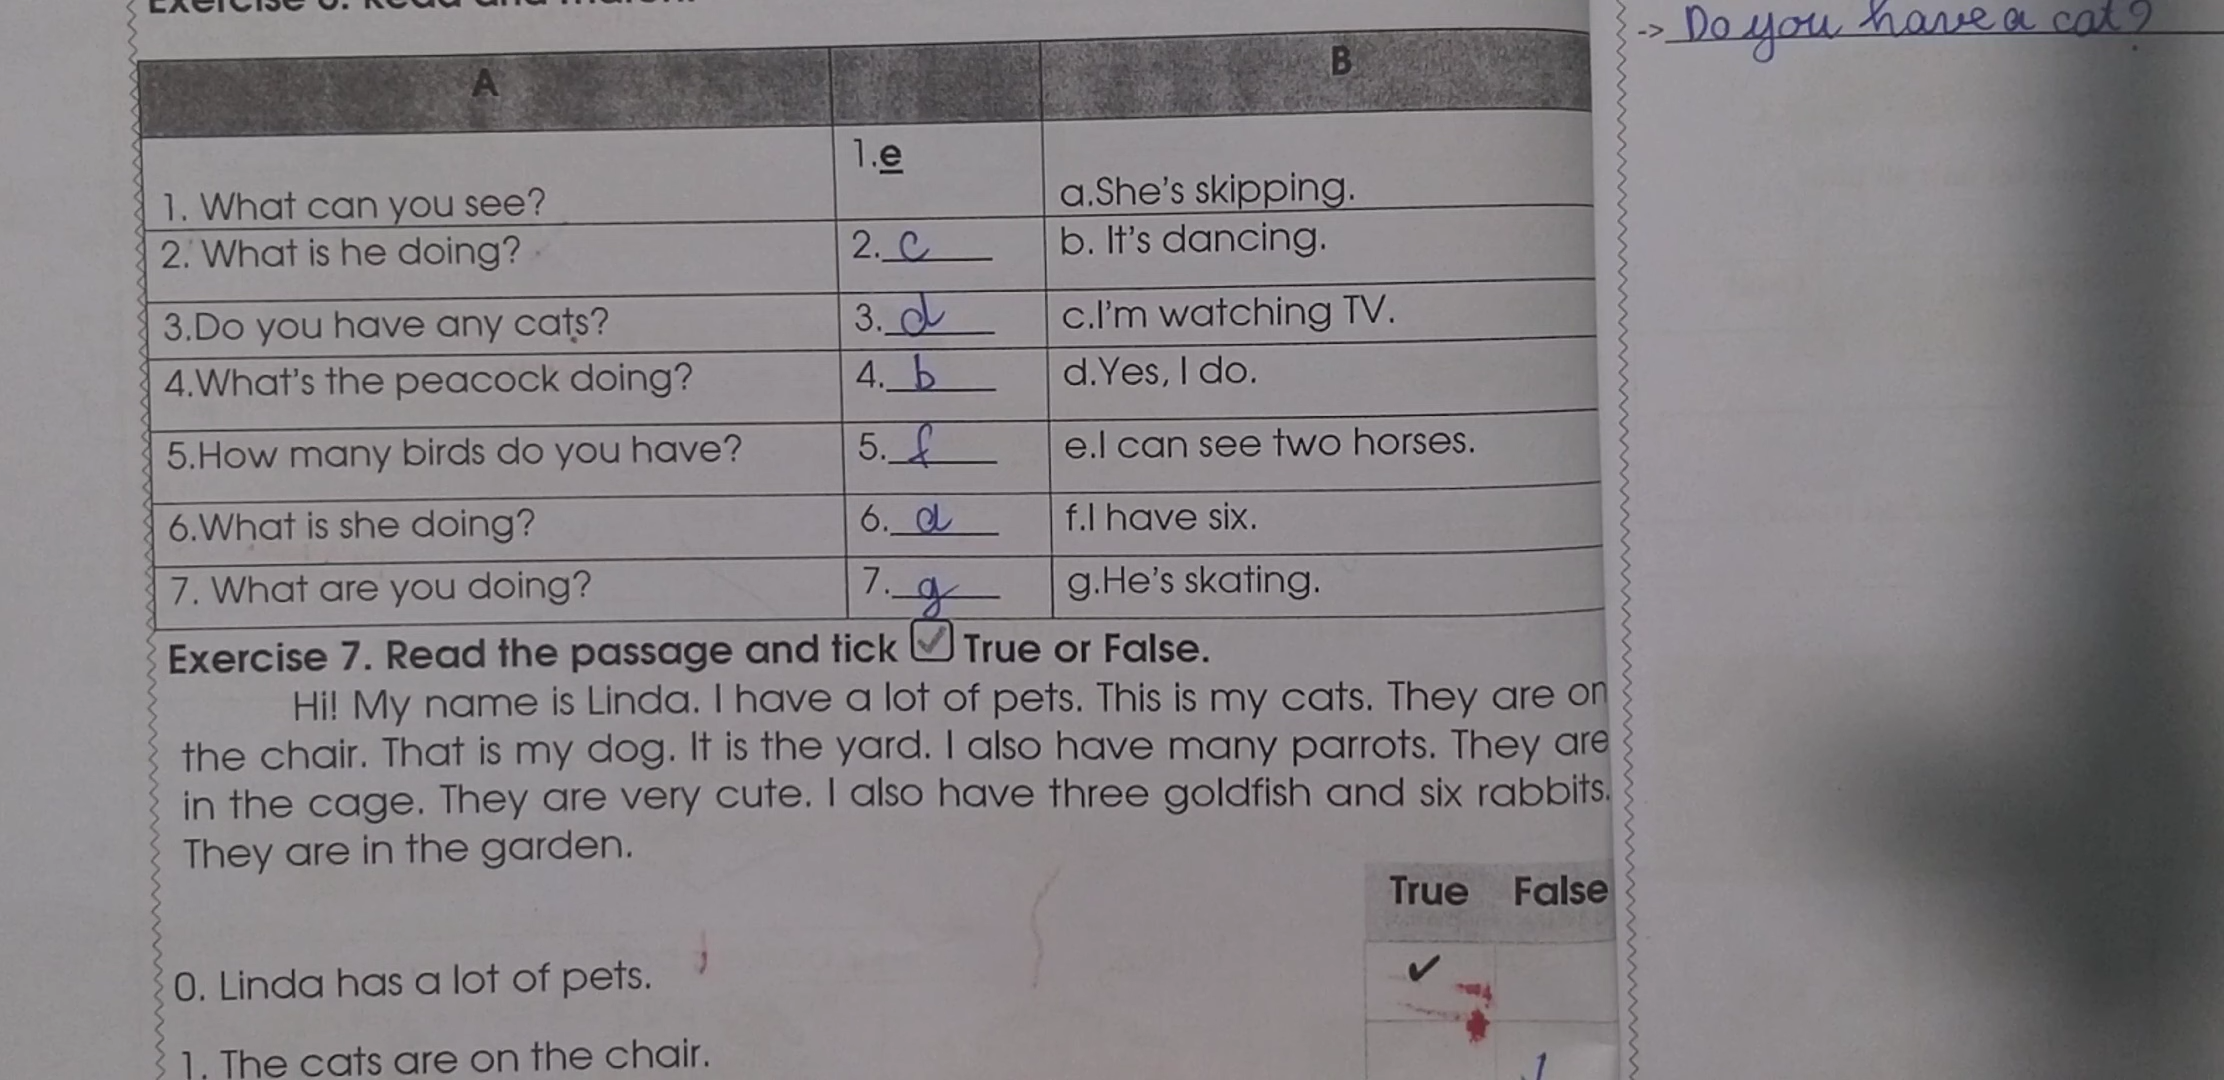 Exercise 6. Read and match.
-> Do you have a cat?
A B
1. What can you see? 1.e a.She's skipping.
2. What is he doing? 2. c b. It's dancing.
3.Do you have any cats? 3. d c.I'm watching TV.
4.What's the peacock doing? 4. b d.Yes, I do.
5.How many birds do you have? 5. f e.I can see two horses.
6.What is she doing? 6. a f.I have six.
7. What are you doing? 7. g g.He's skating.
Exercise 7. Read the passage and tick ✓ True or False.
Hi! My name is Linda. I have a lot of pets. This is my cats. They are on
the chair. That is my dog. It is the yard. I also have many parrots. They are
in the cage. They are very cute. I also have three goldfish and six rabbits.
They are in the garden.
True False
0. Linda has a lot of pets. ✓
1. The cats are on the chair.